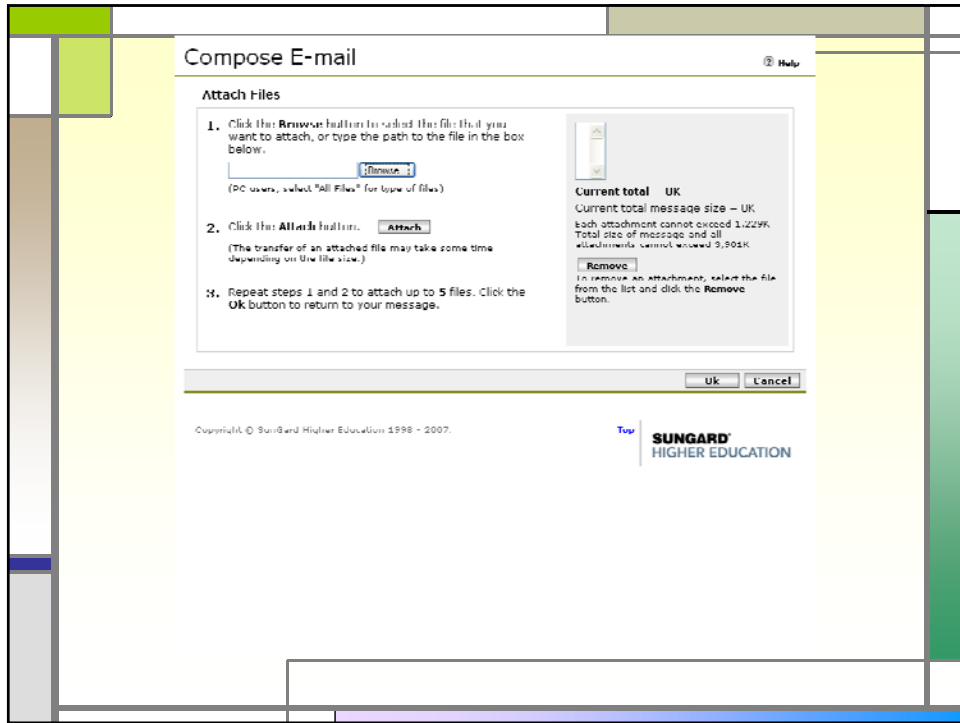 Compose E-mail
? Help
Attach Files
1. Click the Browse button to select the file that you
want to attach, or type the path to the file in the box
below.
Browse...
(PC users, select "All Files" for type of files)
2. Click the Attach button. Attach
(The transfer of an attached file may take some time
depending on the file size.)
3. Repeat steps 1 and 2 to attach up to 5 files. Click the
Ok button to return to your message.
Current total 0K
Current total message size = 0K
Each attachment cannot exceed 1,229K
Total size of message and all
attachments cannot exceed 3,901K
Remove
To remove an attachment, select the file
from the list and click the Remove
button.
Ok Cancel
Copyright © SunGard Higher Education 1998 - 2007.
Top
SUNGARD®
HIGHER EDUCATION